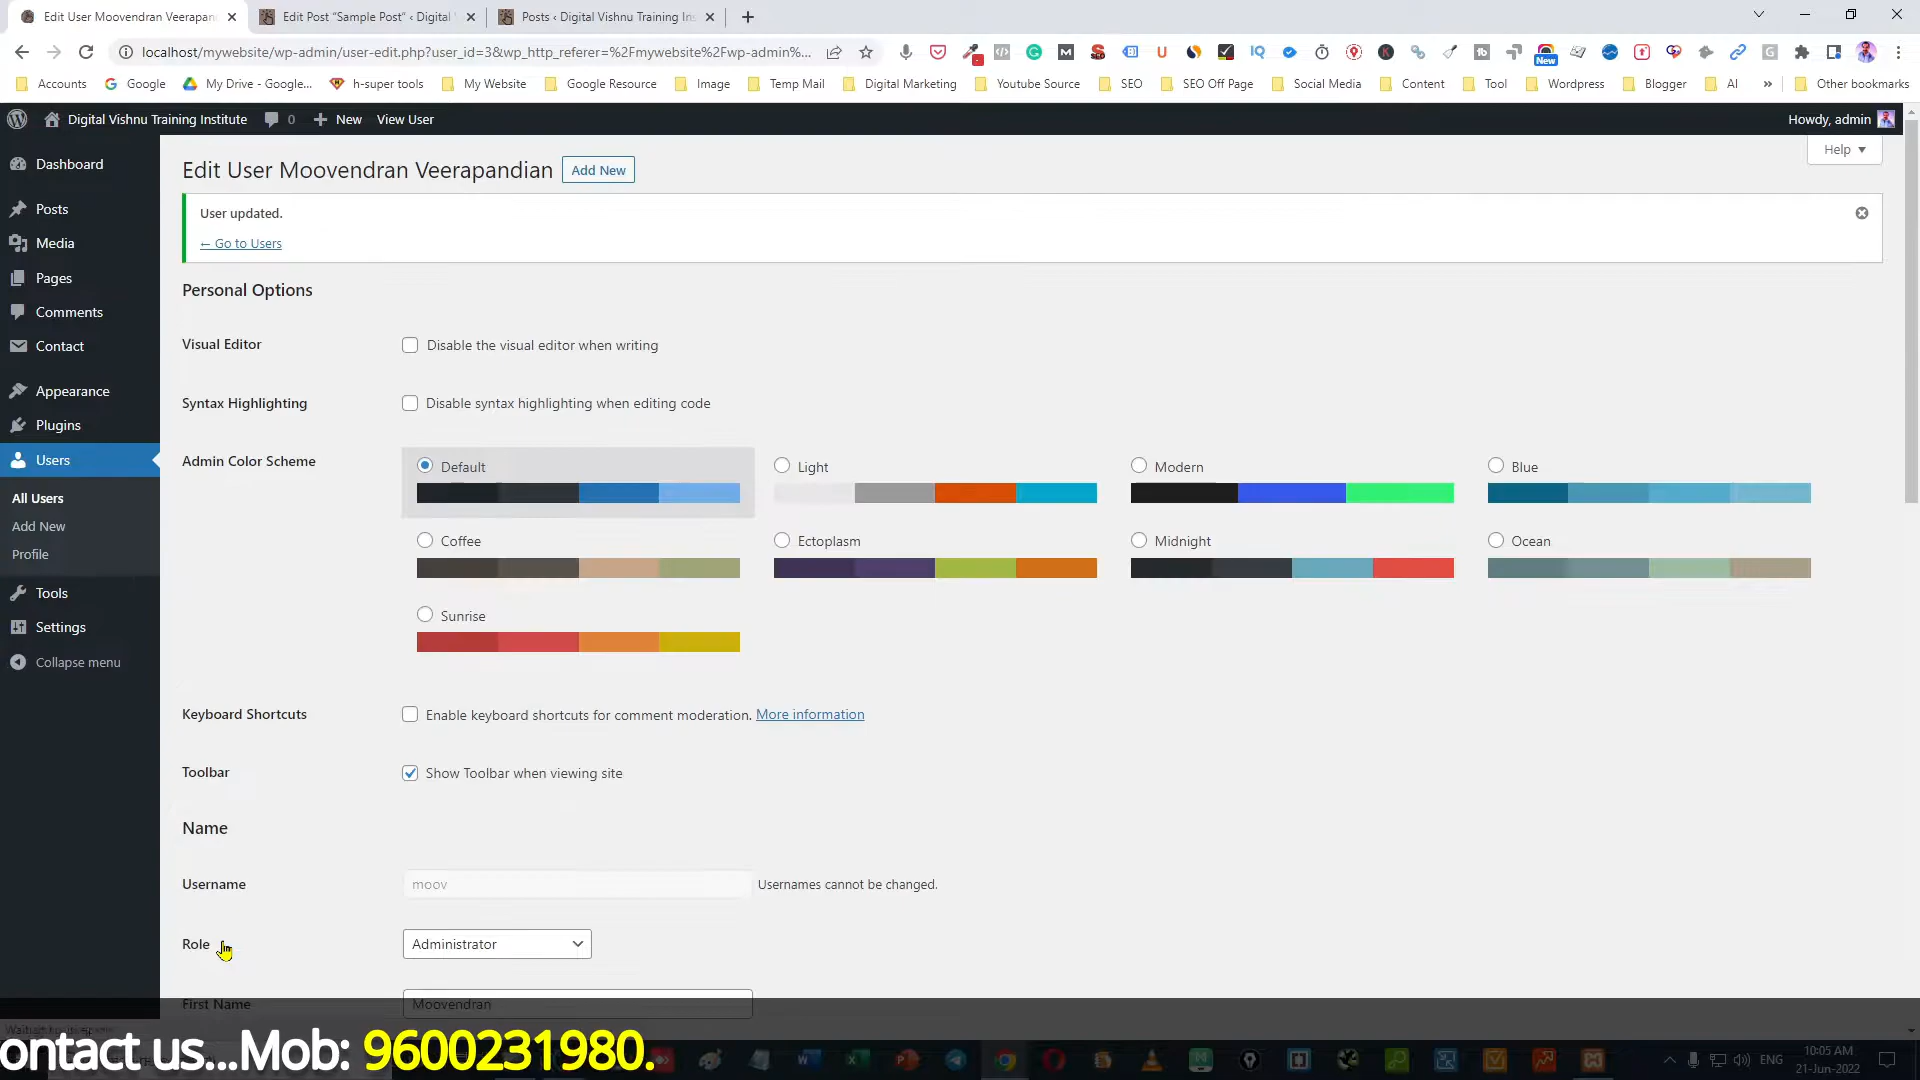 Edit User Moovendran Veerapan
Edit Post “Sample Post” ‹ Digital
Posts ‹ Digital Vishnu Training In
localhost/mywebsite/wp-admin/user-edit.php?user_id=3&wp_http_referer=%2Fmywebsite%2Fwp-admin%...
New
Accounts
Google
My Drive - Google...
h-super tools
My Website
Google Resource
Image
Temp Mail
Digital Marketing
Youtube Source
SEO
SEO Off Page
Social Media
Content
Tool
Wordpress
Blogger
AI
»
Other bookmarks
Digital Vishnu Training Institute
0
New
View User
Howdy, admin
Dashboard
Posts
Media
Pages
Comments
Contact
Appearance
Plugins
Users
All Users
Add New
Profile
Tools
Settings
Collapse menu
Help
Edit User Moovendran Veerapandian
Add New
User updated.
← Go to Users
Personal Options
Visual Editor
Disable the visual editor when writing
Syntax Highlighting
Disable syntax highlighting when editing code
Admin Color Scheme
Default
Light
Modern
Blue
Coffee
Ectoplasm
Midnight
Ocean
Sunrise
Keyboard Shortcuts
Enable keyboard shortcuts for comment moderation. More information
Toolbar
Show Toolbar when viewing site
Name
Username
moov
Usernames cannot be changed.
Role
Administrator
First Name
Moovendran
ontact us...Mob: 9600231980.
ENG
10:05 AM
21-Jun-2022